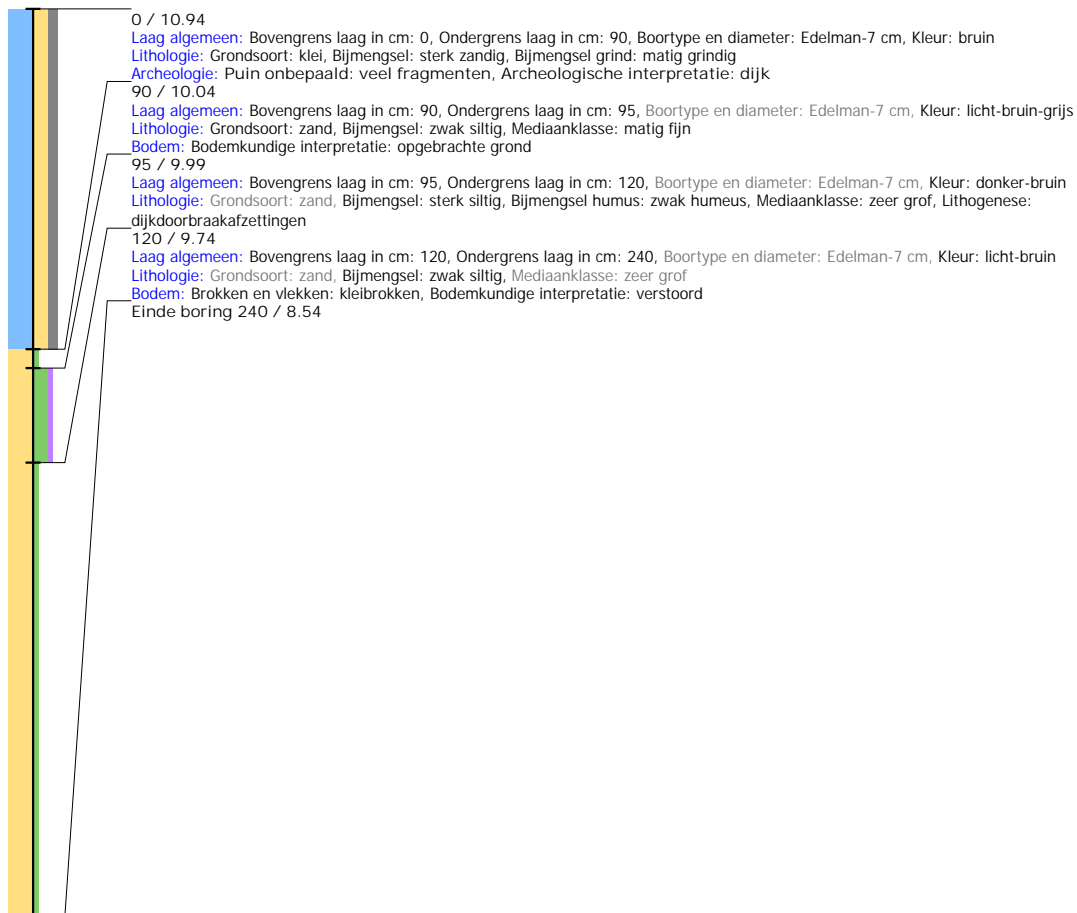 0 / 10.94
Laag algemeen: Bovengrens laag in cm: 0, Ondergrens laag in cm: 90, Boortype en diameter: Edelman-7 cm, Kleur: bruin
Lithologie: Grondsoort: klei, Bijmengsel: sterk zandig, Bijmengsel grind: matig grindig
Archeologie: Puin onbepaald: veel fragmenten, Archeologische interpretatie: dijk
90 / 10.04
Laag algemeen: Bovengrens laag in cm: 90, Ondergrens laag in cm: 95, Boortype en diameter: Edelman-7 cm, Kleur: licht-bruin-grijs
Lithologie: Grondsoort: zand, Bijmengsel: zwak siltig, Mediaanklasse: matig fijn
Bodem: Bodemkundige interpretatie: opgebrachte grond
95 / 9.99
Laag algemeen: Bovengrens laag in cm: 95, Ondergrens laag in cm: 120, Boortype en diameter: Edelman-7 cm, Kleur: donker-bruin
Lithologie: Grondsoort: zand, Bijmengsel: sterk siltig, Bijmengsel humus: zwak humeus, Mediaanklasse: zeer grof, Lithogenese:
dijkdoorbraakafzettingen
120 / 9.74
Laag algemeen: Bovengrens laag in cm: 120, Ondergrens laag in cm: 240, Boortype en diameter: Edelman-7 cm, Kleur: licht-bruin
Lithologie: Grondsoort: zand, Bijmengsel: zwak siltig, Mediaanklasse: zeer grof
Bodem: Brokken en vlekken: kleibrokken, Bodemkundige interpretatie: verstoord
Einde boring 240 / 8.54